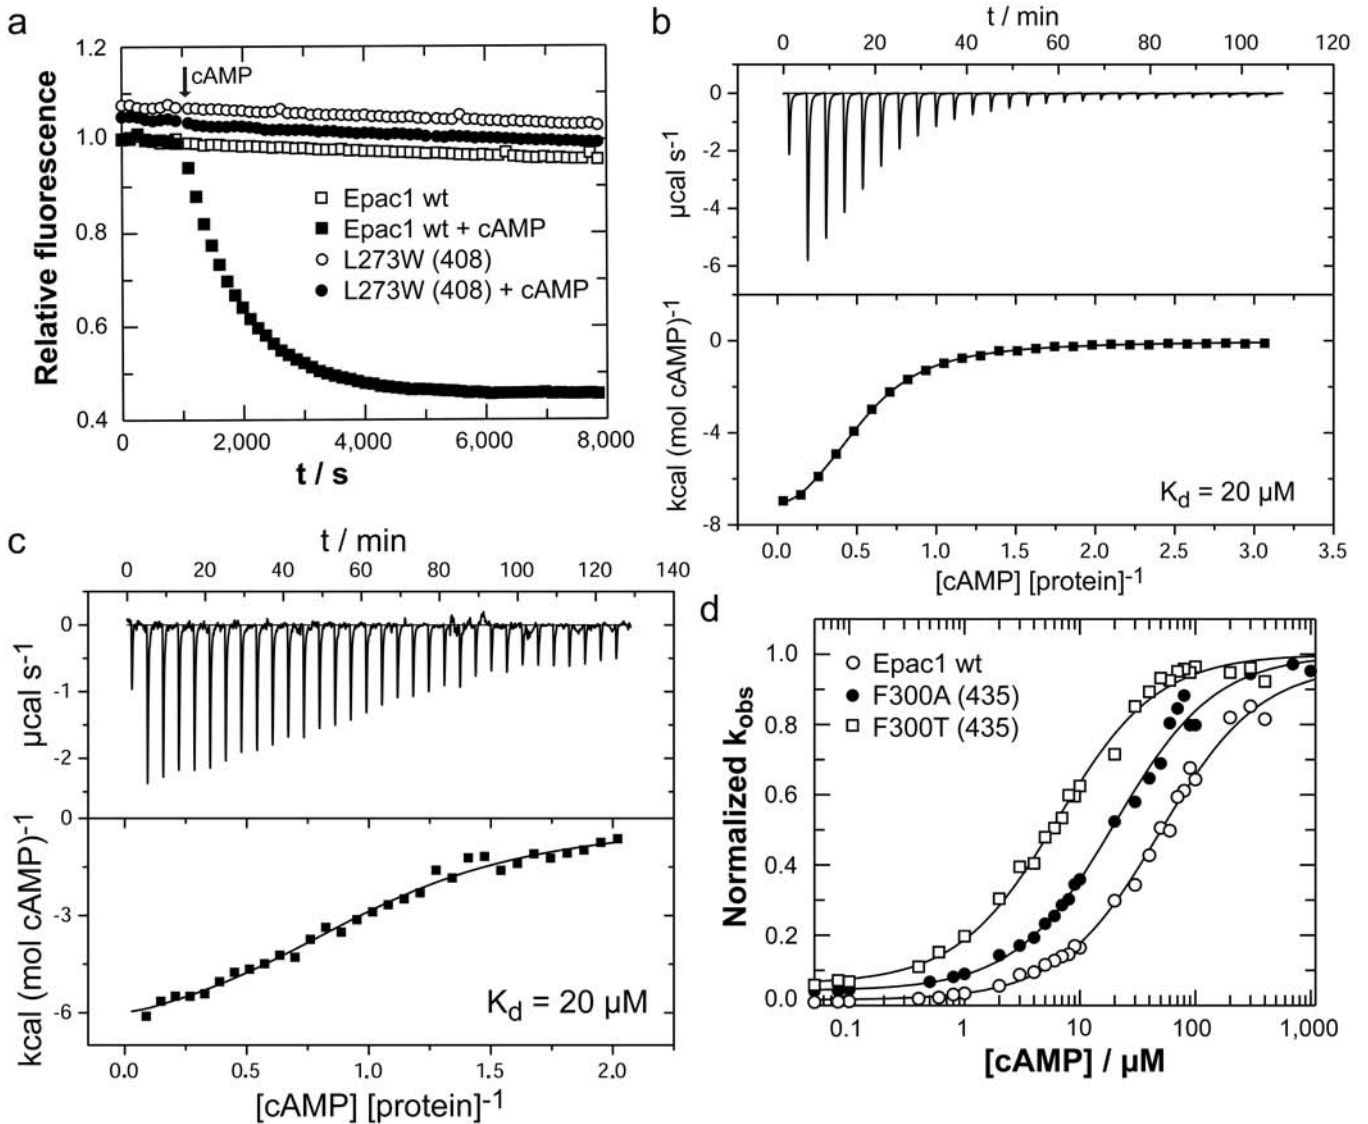 a
1.2
1.0
0.8
0.6
0.4
Relative fluorescence
cAMP
Epac1 wt
Epac1 wt + cAMP
L273W (408)
L273W (408) + cAMP
0 2,000 4,000 6,000 8,000
t / s
b
t / min
0 20 40 60 80 100 120
0
-2
-4
-6
µcal s-1
0
-4
-8
kcal (mol cAMP)-1
Kd = 20 µM
0.0 0.5 1.0 1.5 2.0 2.5 3.0 3.5
[cAMP] [protein]-1
c
t / min
0 20 40 60 80 100 120 140
0
-1
-2
µcal s-1
0
-3
-6
kcal (mol cAMP)-1
Kd = 20 µM
0.0 0.5 1.0 1.5 2.0
[cAMP] [protein]-1
d
1.0
0.8
0.6
0.4
0.2
0.0
Normalized kobs
Epac1 wt
F300A (435)
F300T (435)
0.1 1 10 100 1,000
[cAMP] / µM